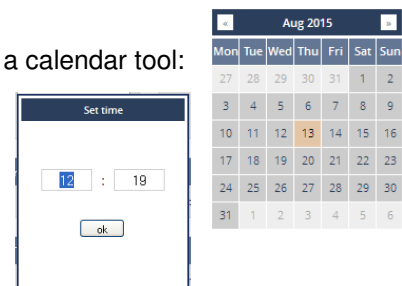 a calendar tool:
Set time
12 : 19
ok
« Aug 2015 »
Mon Tue Wed Thu Fri Sat Sun
27 28 29 30 31 1 2
3 4 5 6 7 8 9
10 11 12 13 14 15 16
17 18 19 20 21 22 23
24 25 26 27 28 29 30
31 1 2 3 4 5 6